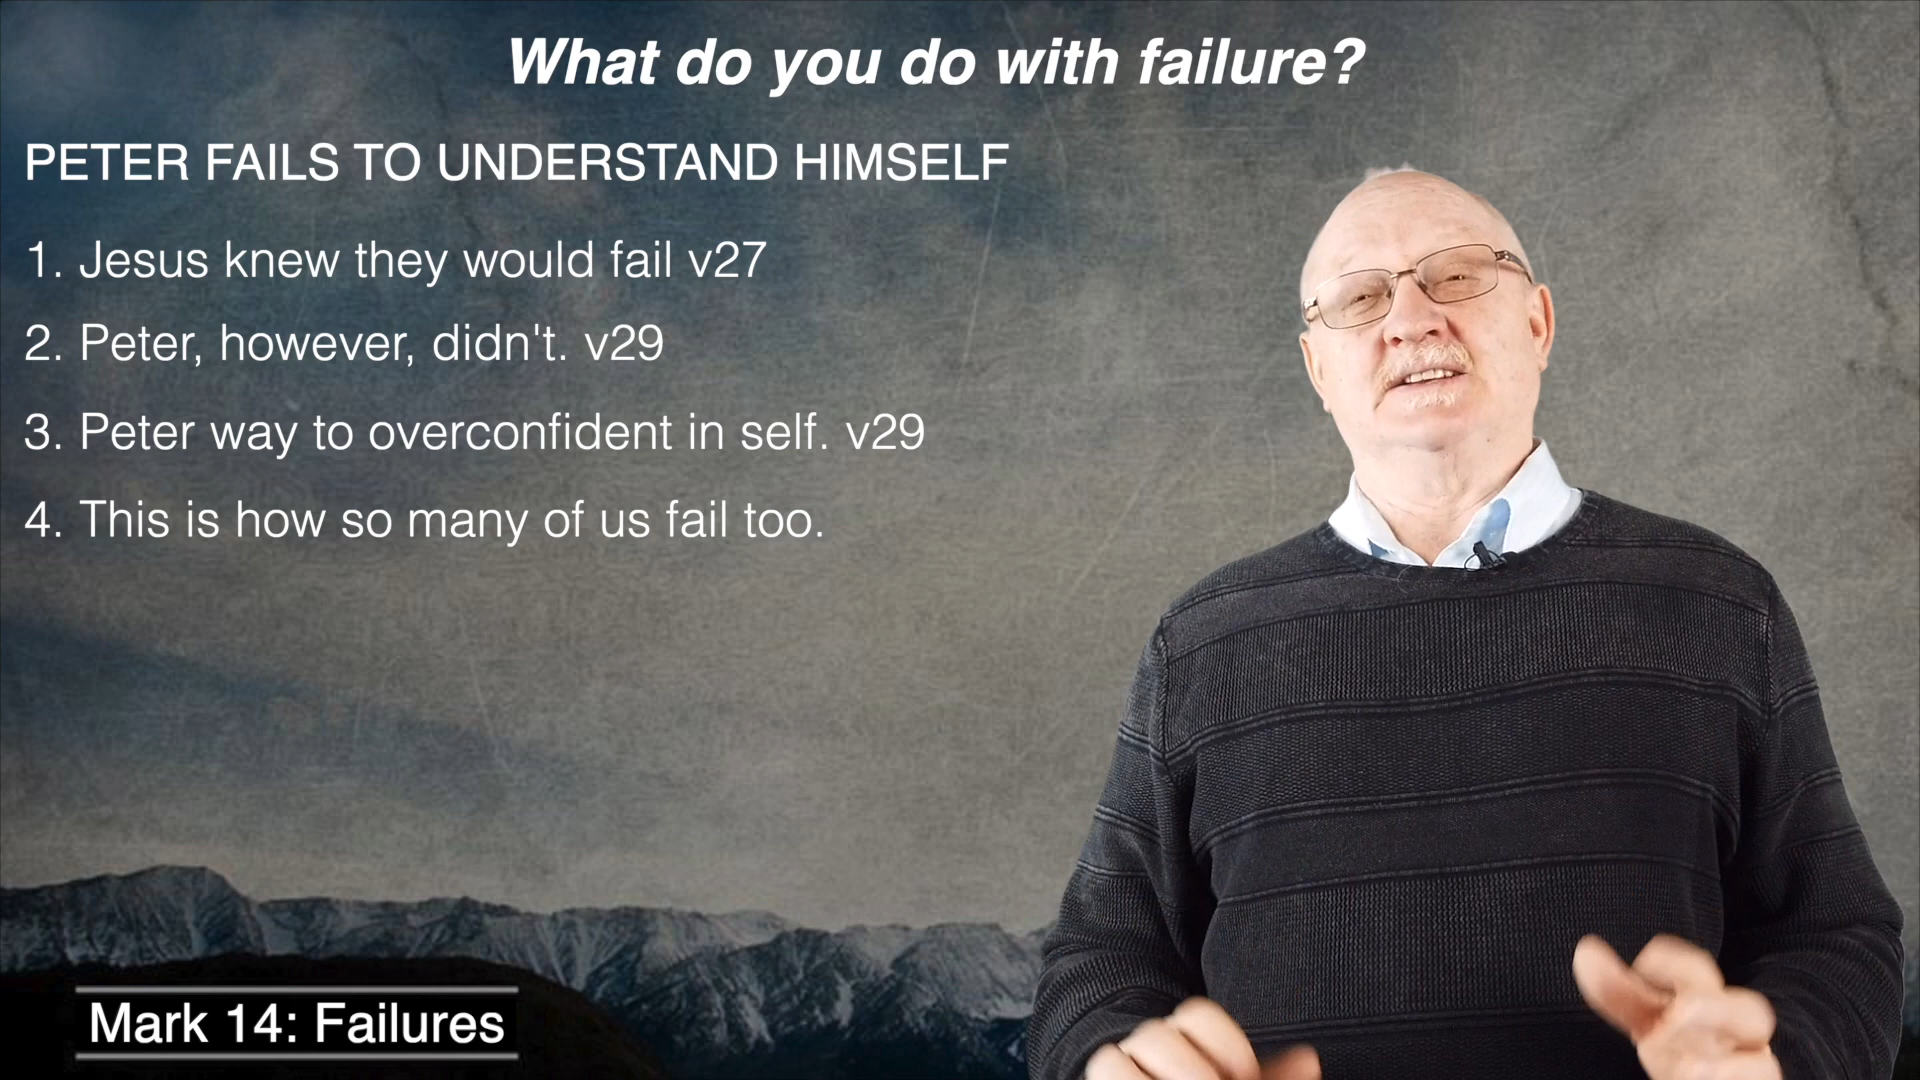 What do you do with failure?
PETER FAILS TO UNDERSTAND HIMSELF
1. Jesus knew they would fail v27
2. Peter, however, didn't. v29
3. Peter way to overconfident in self. v29
4. This is how so many of us fail too.
Mark 14: Failures